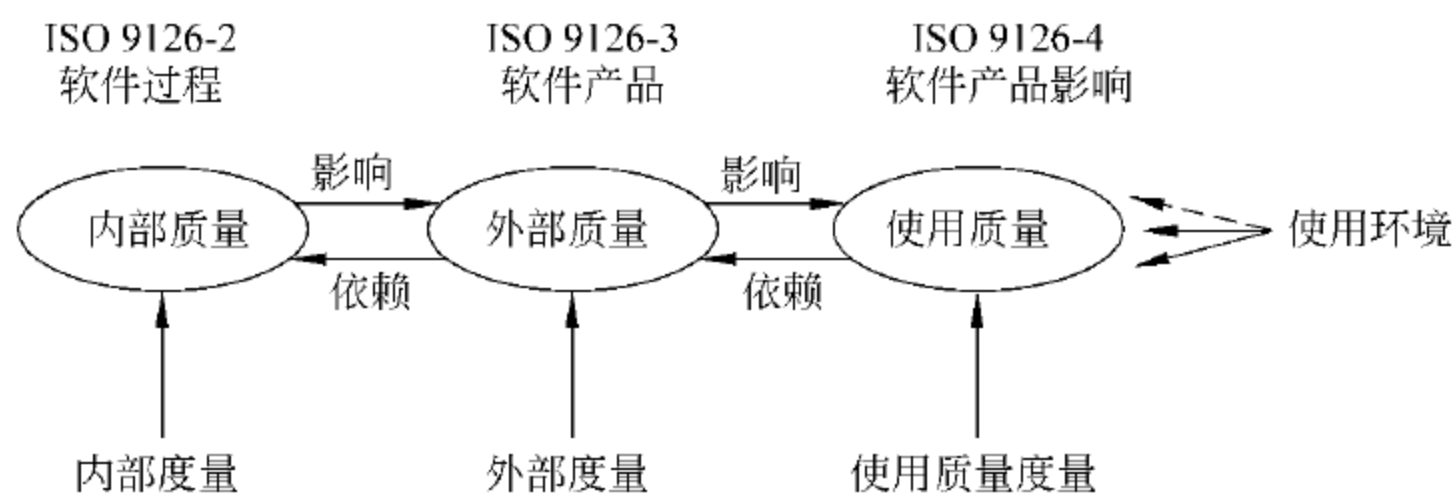 ISO 9126-2
软件过程
ISO 9126-3
软件产品
ISO 9126-4
软件产品影响
影响
影响
内部质量
外部质量
使用质量
使用环境
依赖
依赖
内部度量
外部度量
使用质量度量